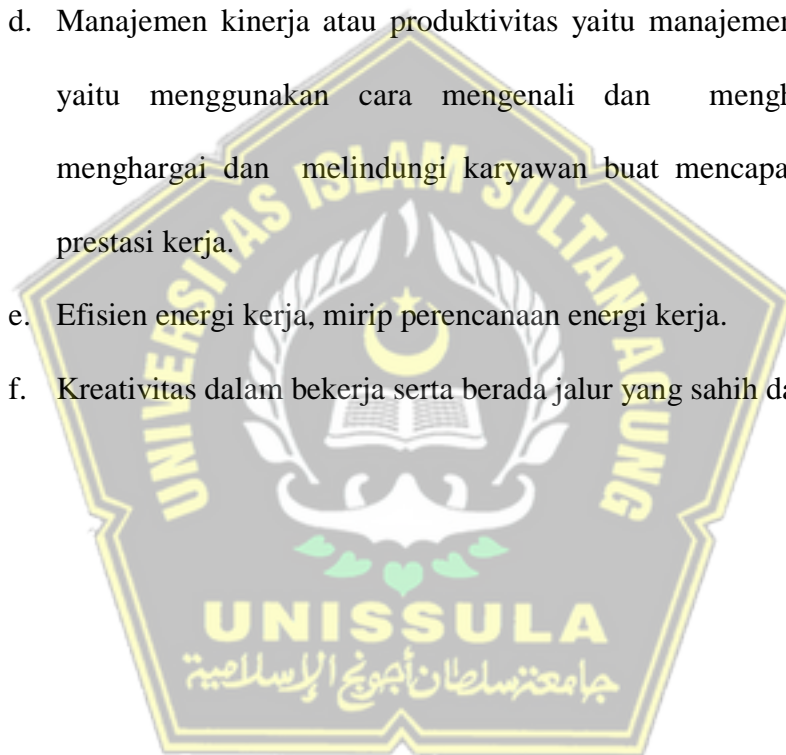 d. Manajemen kinerja atau produktivitas yaitu manajemen
yaitu menggunakan cara mengenali dan mengh
menghargai dan melindungi karyawan buat mencapa
prestasi kerja.
e. Efisien energi kerja, mirip perencanaan energi kerja.
f. Kreativitas dalam bekerja serta berada jalur yang sahih da
UNIVERSITAS ISLAM SULTAN AGUNG
UNISSULA
جامعة سلطان أجونج الإسلامية